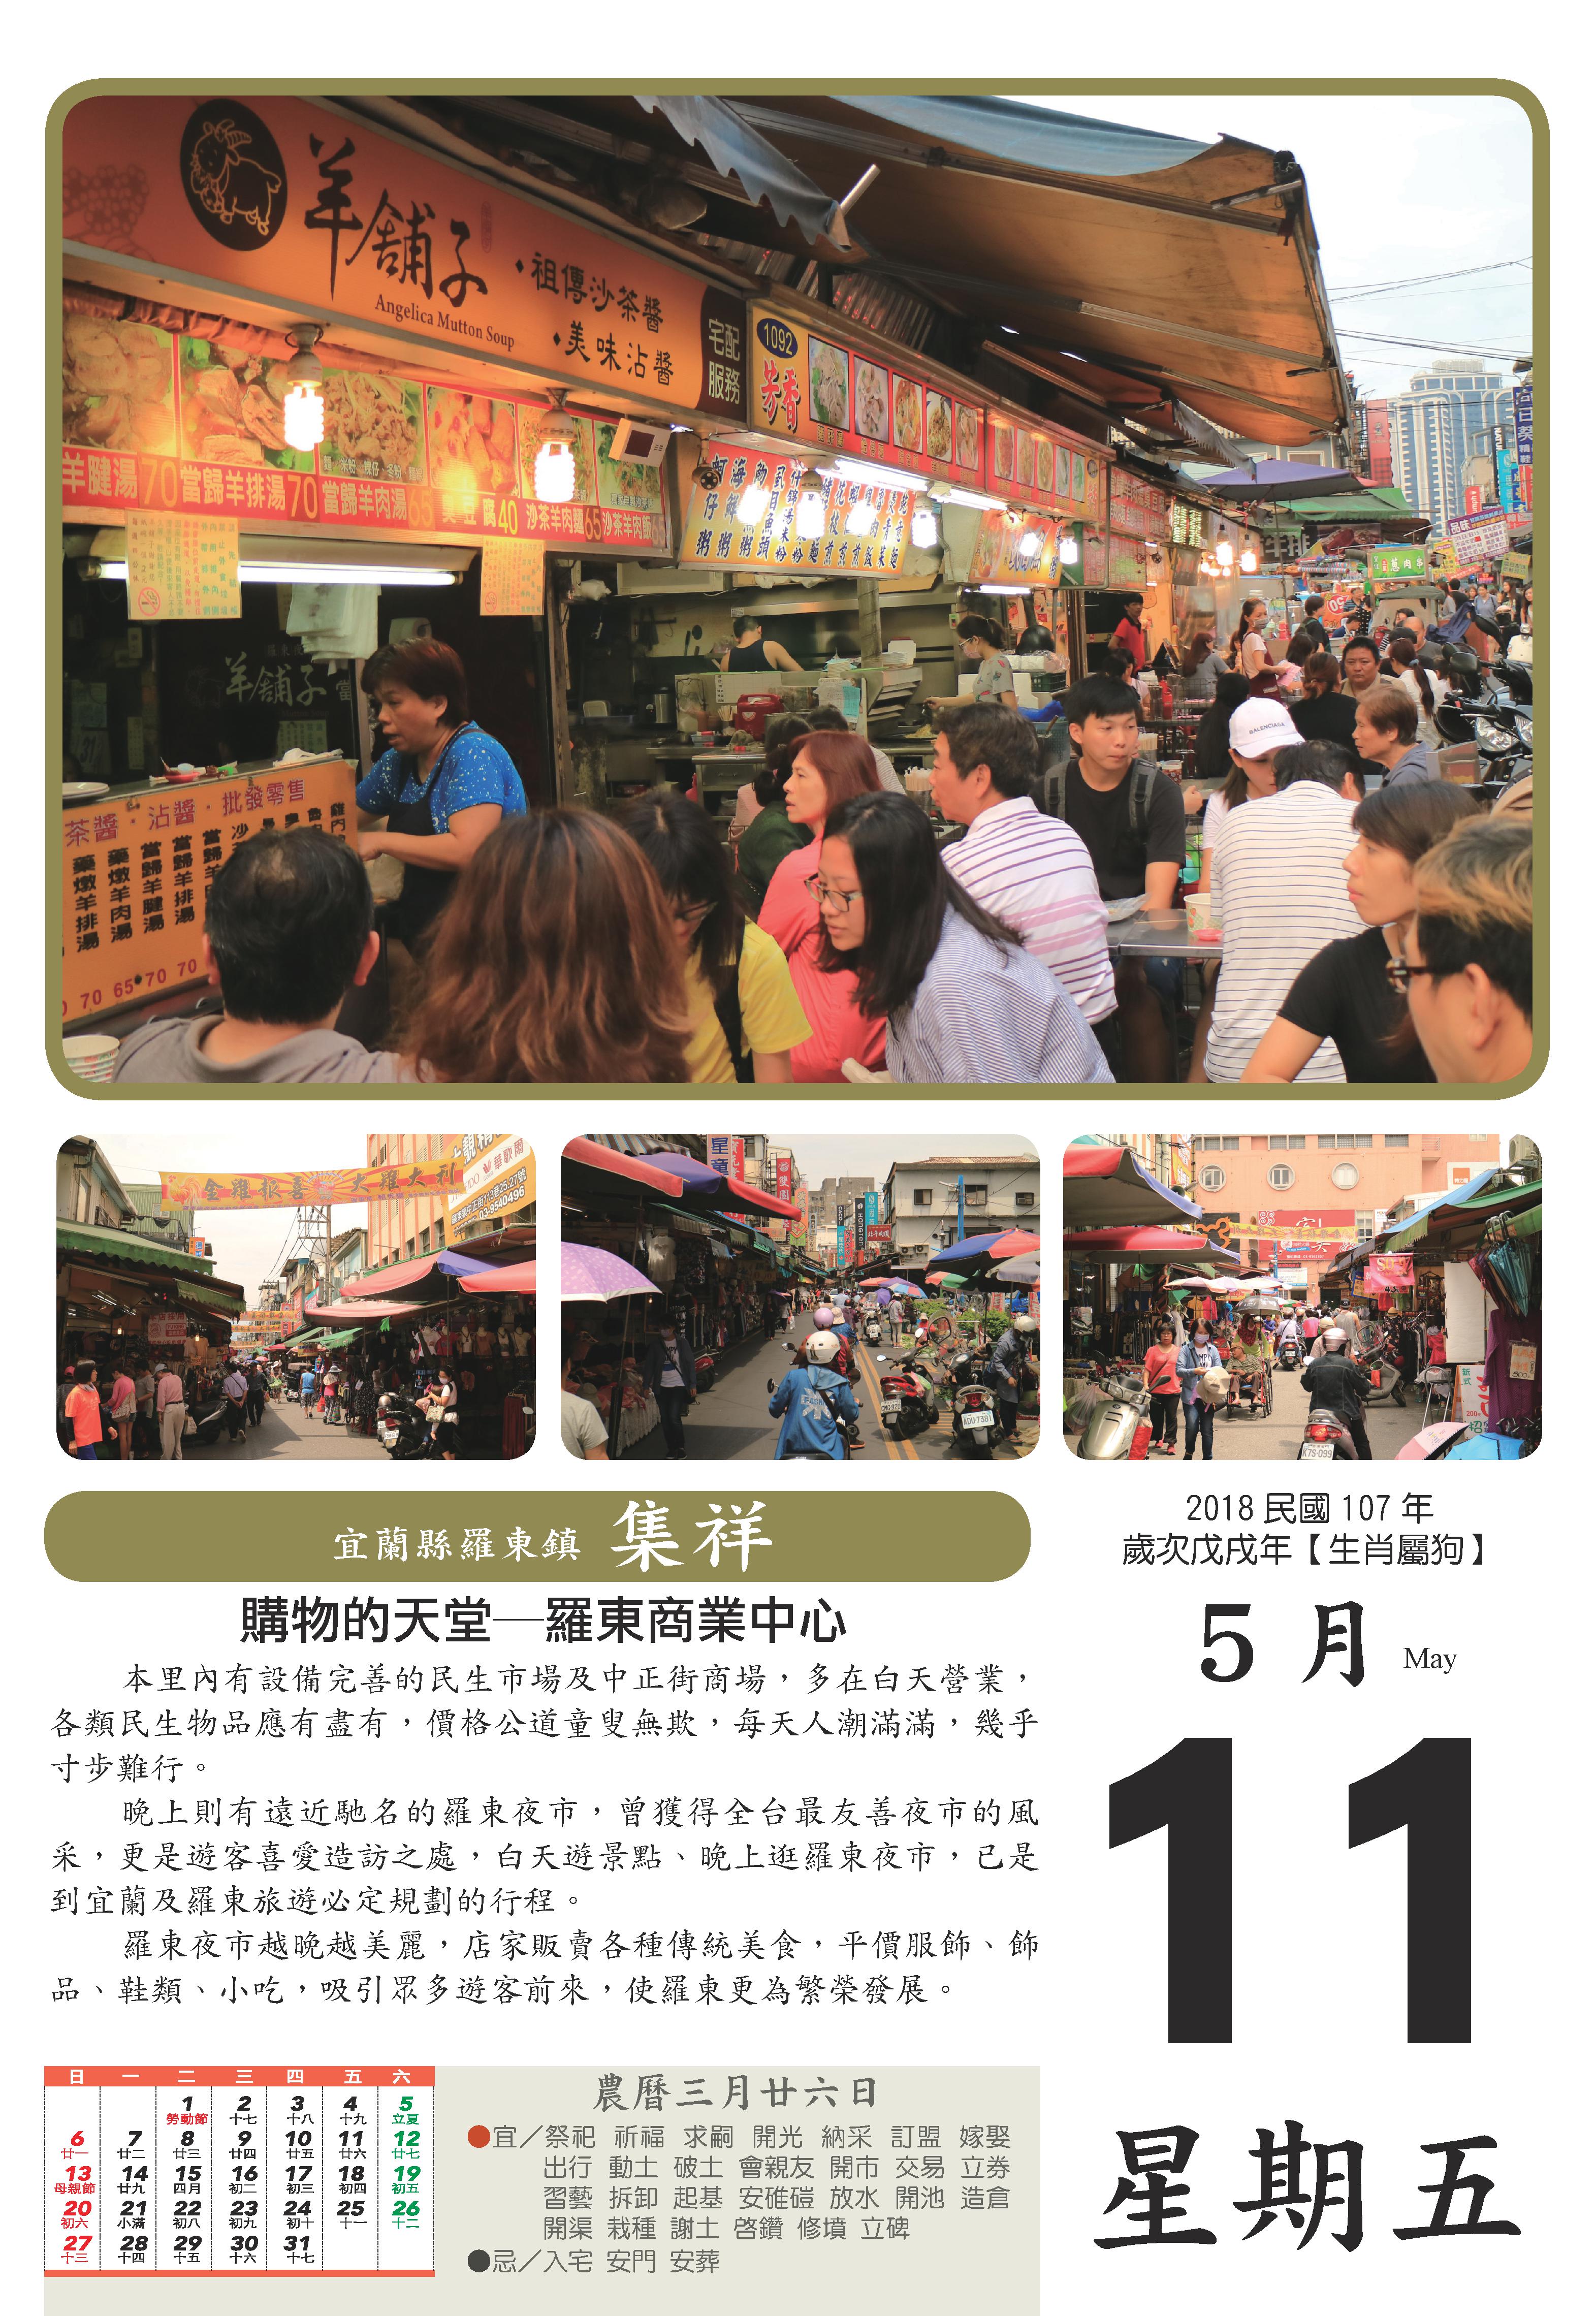 羊舖子
Angelica Mutton Soup
•祖傳沙茶醬
•美味沾醬
宅配
服務
1092
芳香
羊腱湯70
當歸羊排湯70
當歸羊肉湯65
臭豆腐40
沙茶羊肉麵65
沙茶羊肉飯
羊舖子
茶醬・沾醬・批發零售
藥燉羊排湯
藥燉羊肉湯
當歸羊腱湯
當歸羊排湯
70 65 70 70
BALENCIAGA
金雞報喜 大雞大利
03-9540496
ADU-7381
K7S-099
宜蘭縣羅東鎮 集祥
購物的天堂─羅東商業中心
本里內有設備完善的民生市場及中正街商場，多在白天營業，
各類民生物品應有盡有，價格公道童叟無欺，每天人潮滿滿，幾乎
寸步難行。
晚上則有遠近馳名的羅東夜市，曾獲得全台最友善夜市的風
采，更是遊客喜愛造訪之處，白天遊景點、晚上逛羅東夜市，已是
到宜蘭及羅東旅遊必定規劃的行程。
羅東夜市越晚越美麗，店家販賣各種傳統美食，平價服飾、飾
品、鞋類、小吃，吸引眾多遊客前來，使羅東更為繁榮發展。
2018 民國 107 年
歲次戊戌年【生肖屬狗】
5 月 May
11
星期五
日 一 二 三 四 五 六
1 2 3 4 5
勞動節 十七 十八 十九 立夏
6 7 8 9 10 11 12
廿一 廿二 廿三 廿四 廿五 廿六 廿七
13 14 15 16 17 18 19
母親節 廿九 四月 初二 初三 初四 初五
20 21 22 23 24 25 26
初六 小滿 初八 初九 初十 十一 十二
27 28 29 30 31
十三 十四 十五 十六 十七
農曆三月廿六日
●宜／祭祀 祈福 求嗣 開光 納采 訂盟 嫁娶
出行 動土 破土 會親友 開市 交易 立券
習藝 拆卸 起基 安碓磑 放水 開池 造倉
開渠 栽種 謝土 啓鑽 修墳 立碑
●忌／入宅 安門 安葬